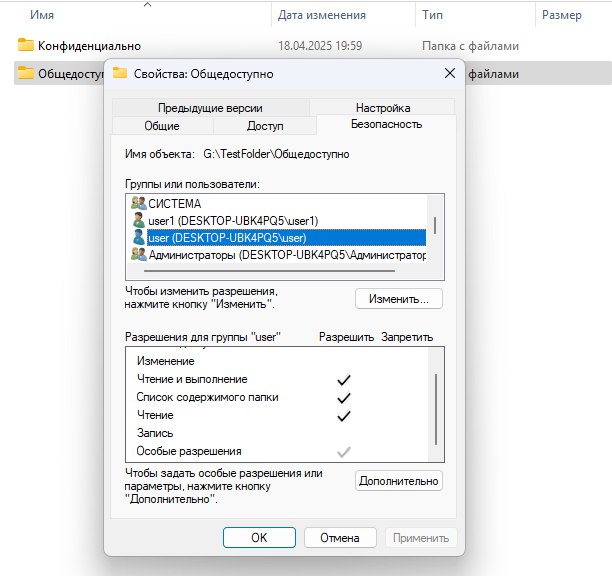 Имя Дата изменения Тип Размер
Конфиденциально 18.04.2025 19:59 Папка с файлами
файлами
Свойства: Общедоступно
Предыдущие версии Настройка
Общие Доступ Безопасность
Имя объекта: G:\TestFolder\Общедоступно
Группы или пользователи:
СИСТЕМА
user1 (DESKTOP-UBK4PQ5\user1)
user (DESKTOP-UBK4PQ5\user)
Администраторы (DESKTOP-UBK4PQ5\Администратор
Чтобы изменить разрешения,
нажмите кнопку "Изменить".
Изменить...
Разрешения для группы "user" Разрешить Запретить
Изменение
Чтение и выполнение
Список содержимого папки
Чтение
Запись
Особые разрешения
Чтобы задать особые разрешения или
параметры, нажмите кнопку
"Дополнительно".
Дополнительно
ОК Отмена Применить